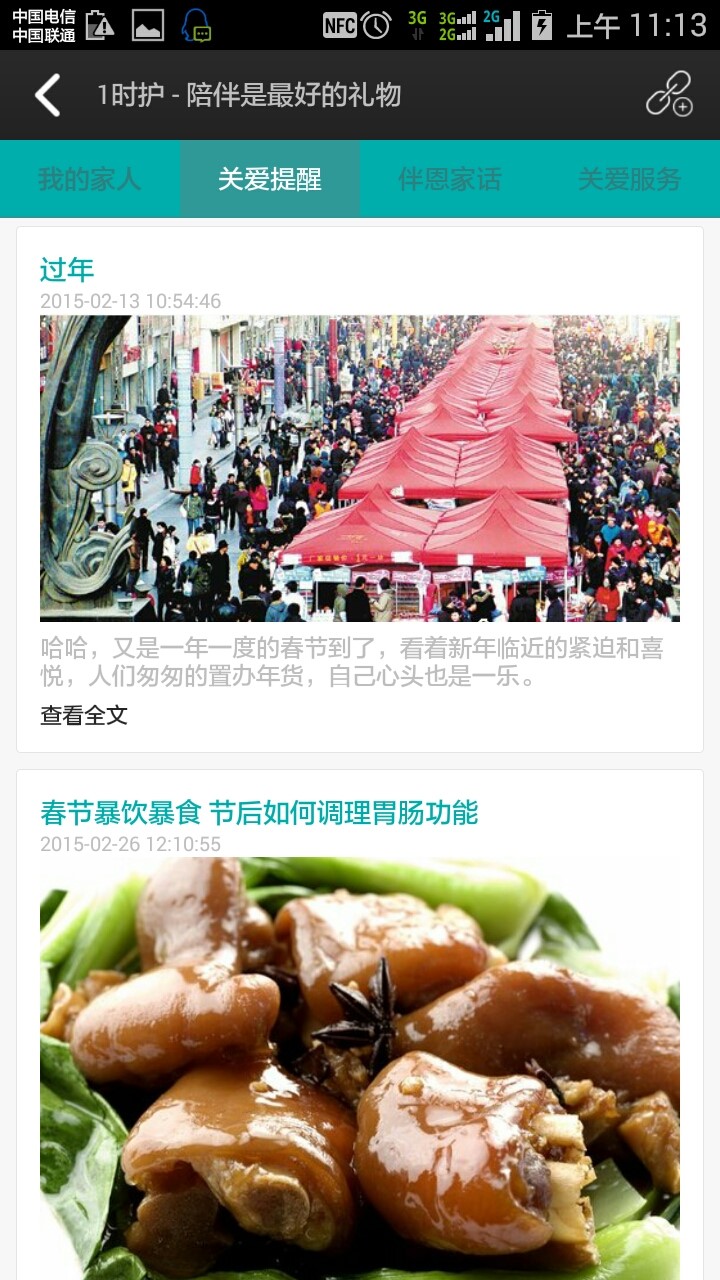 中国电信
中国联通
NFC
3G
3G
2G
2G
上午 11:13
1时护 - 陪伴是最好的礼物
我的家人
关爱提醒
伴恩家话
关爱服务
过年
2015-02-13 10:54:46
哈哈，又是一年一度的春节到了，看着新年临近的紧迫和喜
悦，人们匆匆的置办年货，自己心头也是一乐。
查看全文
春节暴饮暴食 节后如何调理胃肠功能
2015-02-26 12:10:55